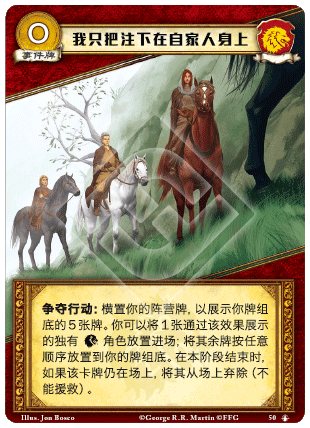 0
我只把注下在自家人身上
事件牌
争夺行动：横置你的阵营牌，以展示你牌组
底的5张牌。你可以将1张通过该效果展示
的独有 角色放置进场；将其余牌按任意
顺序放置到你的牌组底。在本阶段结束时，
如果该卡牌仍在场上，将其从场上弃除（不
能援救）。
Illus. Jon Bosco ©George R.R. Martin ©FFG 50